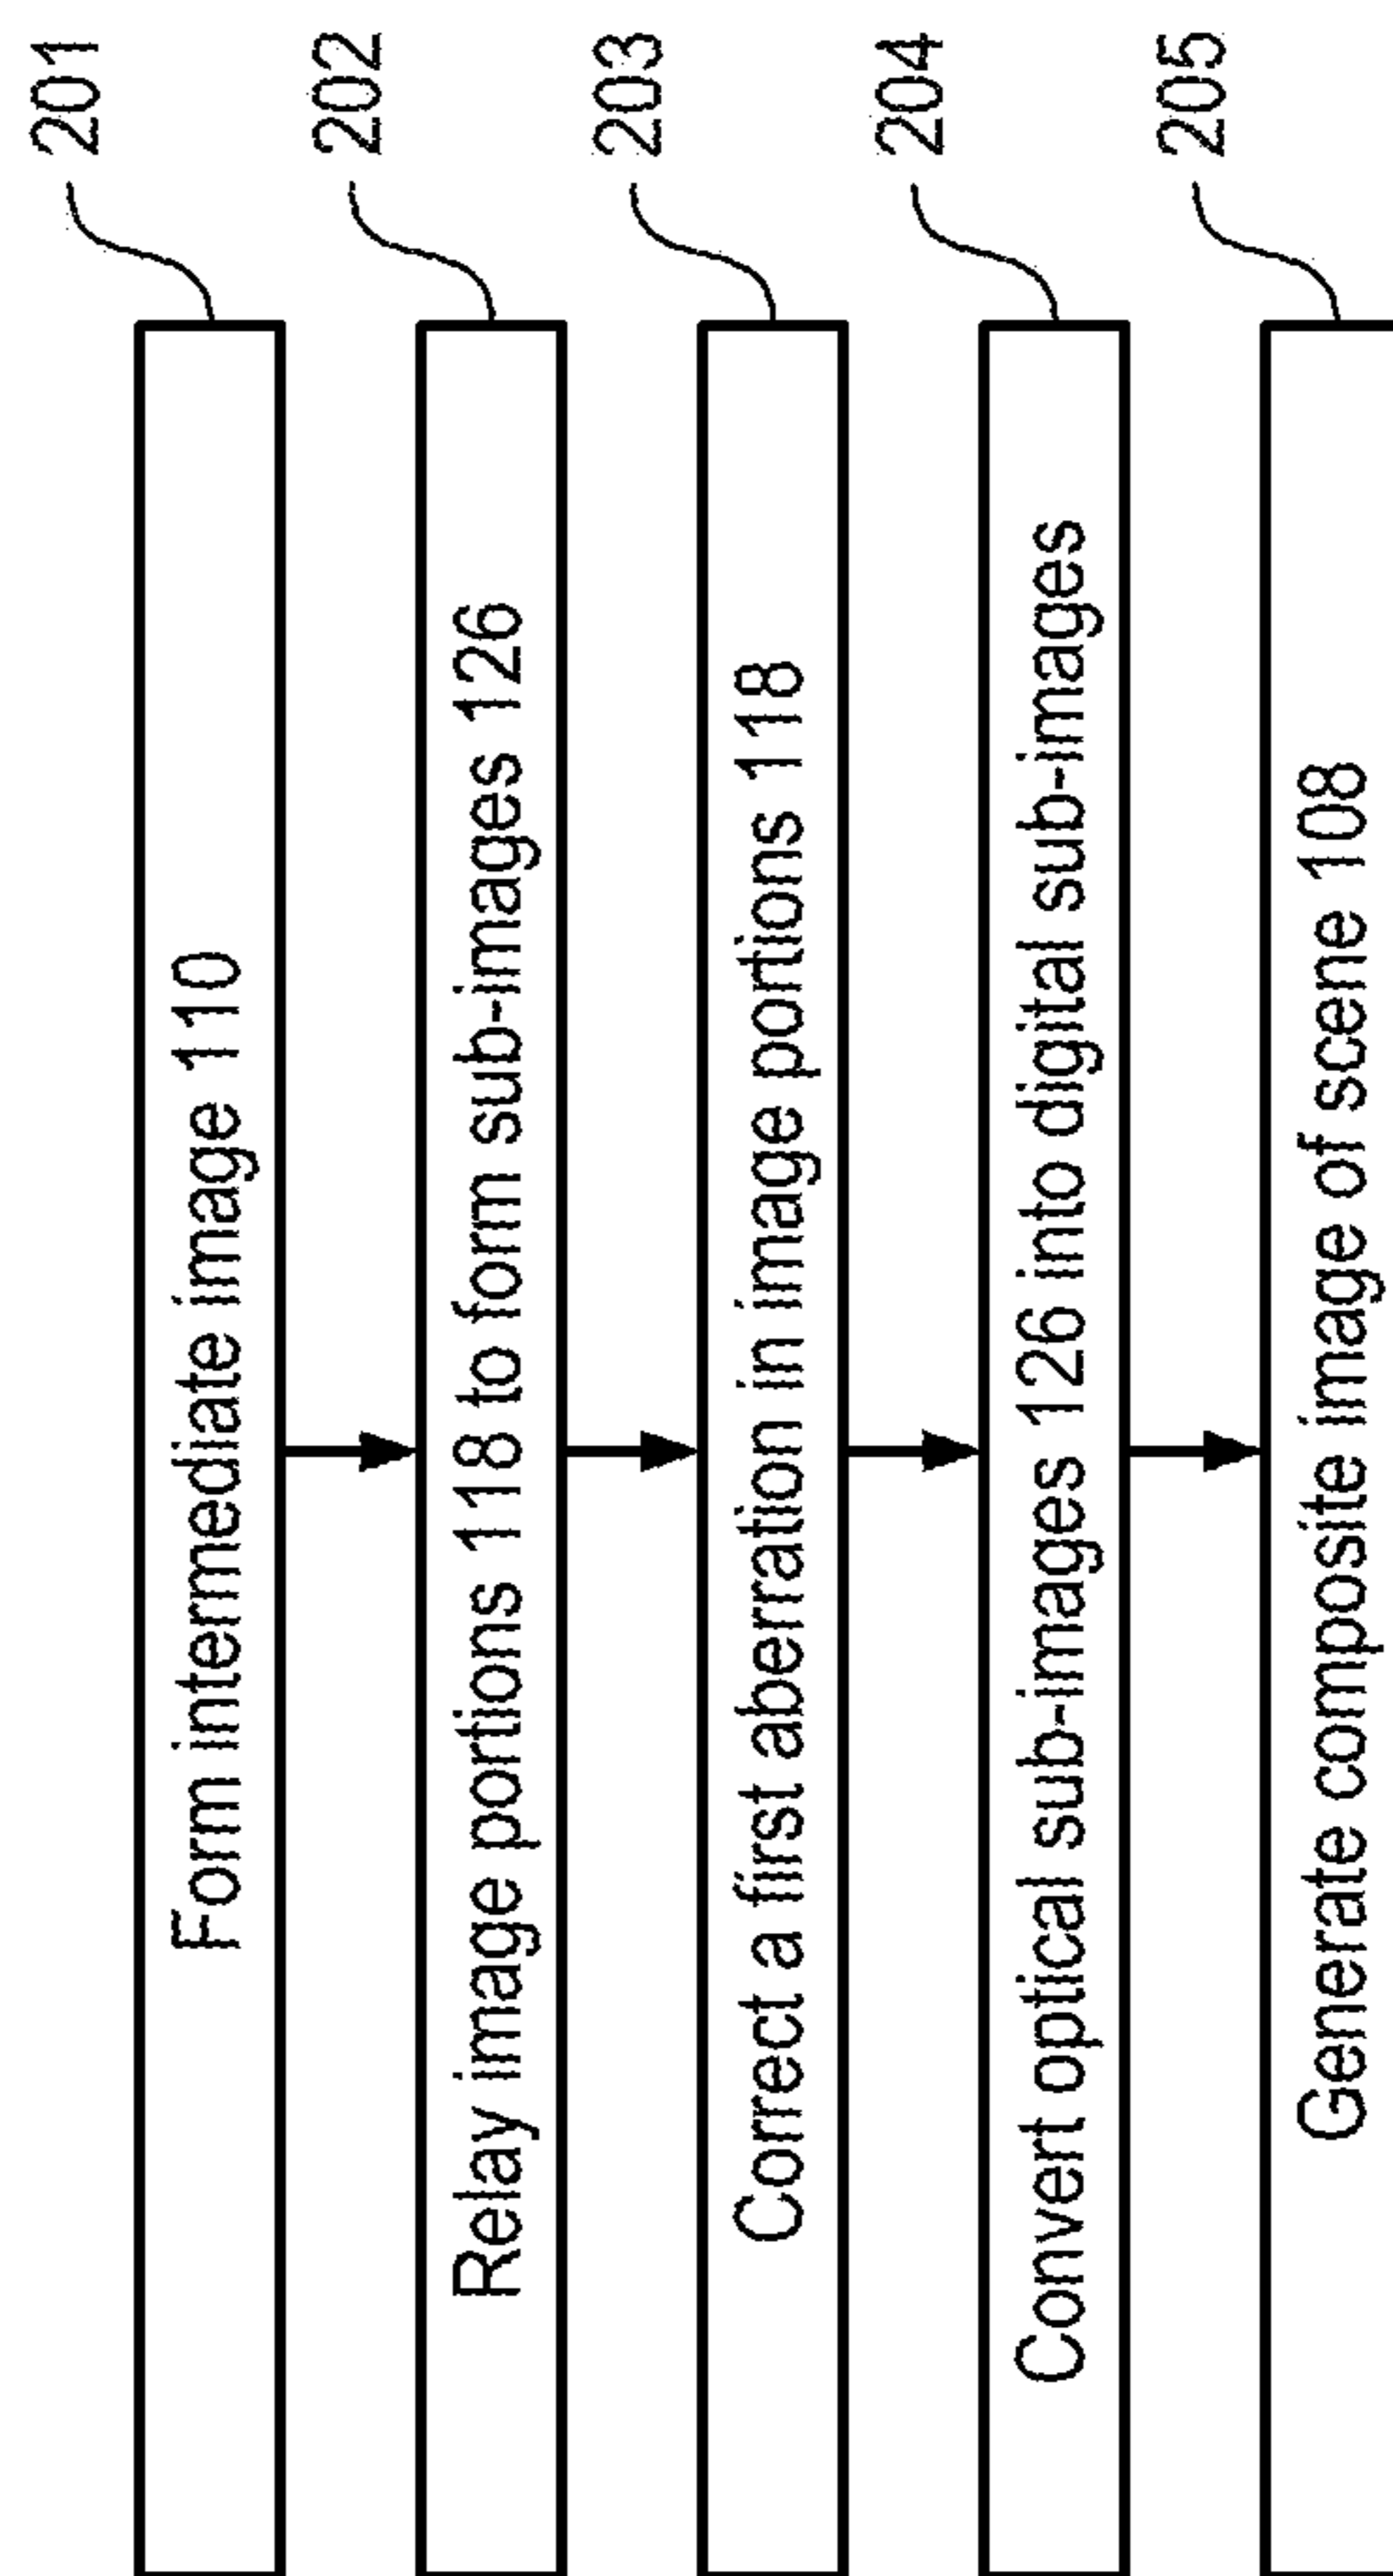 201
Form intermediate image 110
202
Relay image portions 118 to form sub-images 126
203
Correct a first aberration in image portions 118
204
Convert optical sub-images 126 into digital sub-images
205
Generate composite image of scene 108